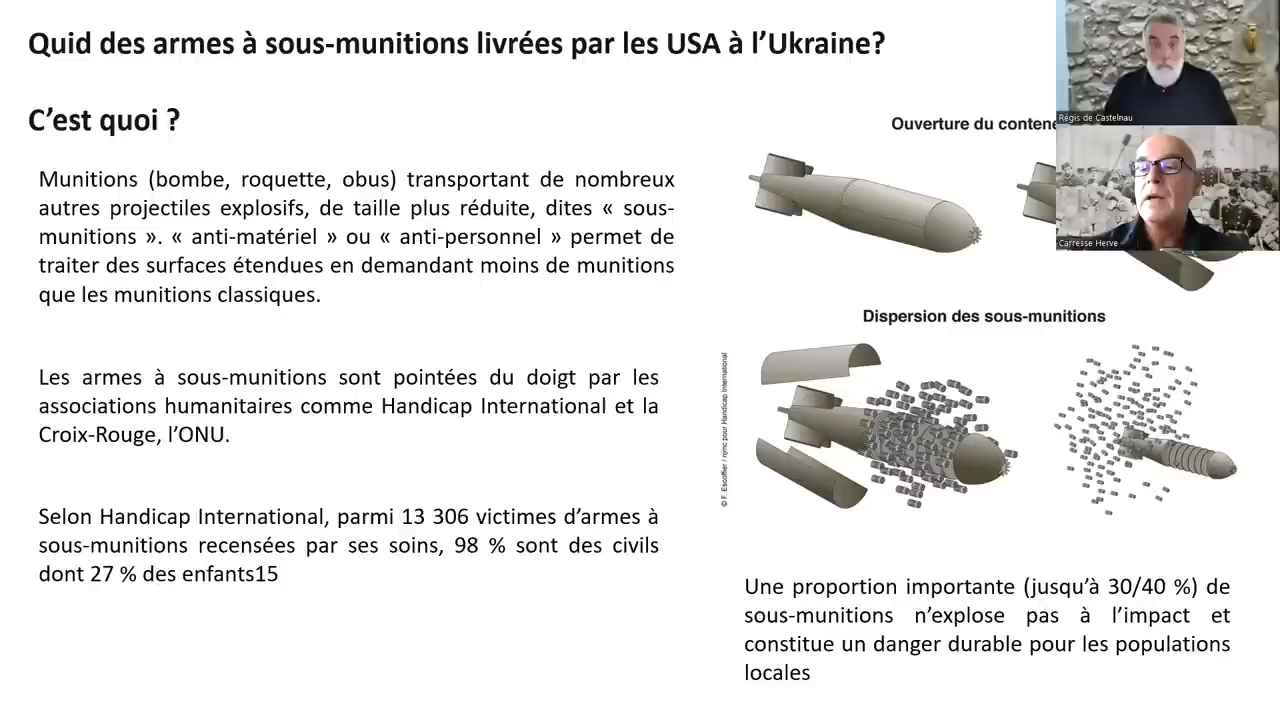 Quid des armes à sous-munitions livrées par les USA à l'Ukraine?
C'est quoi ?
Munitions (bombe, roquette, obus) transportant de nombreux
autres projectiles explosifs, de taille plus réduite, dites « sous-
munitions ». « anti-matériel » ou « anti-personnel » permet de
traiter des surfaces étendues en demandant moins de munitions
que les munitions classiques.
Les armes à sous-munitions sont pointées du doigt par les
associations humanitaires comme Handicap International et la
Croix-Rouge, l'ONU.
Selon Handicap International, parmi 13 306 victimes d'armes à
sous-munitions recensées par ses soins, 98 % sont des civils
dont 27 % des enfants15
Ouverture du contene
Régis de Castelnau
Carresse Herve
Dispersion des sous-munitions
© F. Escoffier / njmc pour Handicap International
Une proportion importante (jusqu'à 30/40 %) de
sous-munitions n'explose pas à l'impact et
constitue un danger durable pour les populations
locales